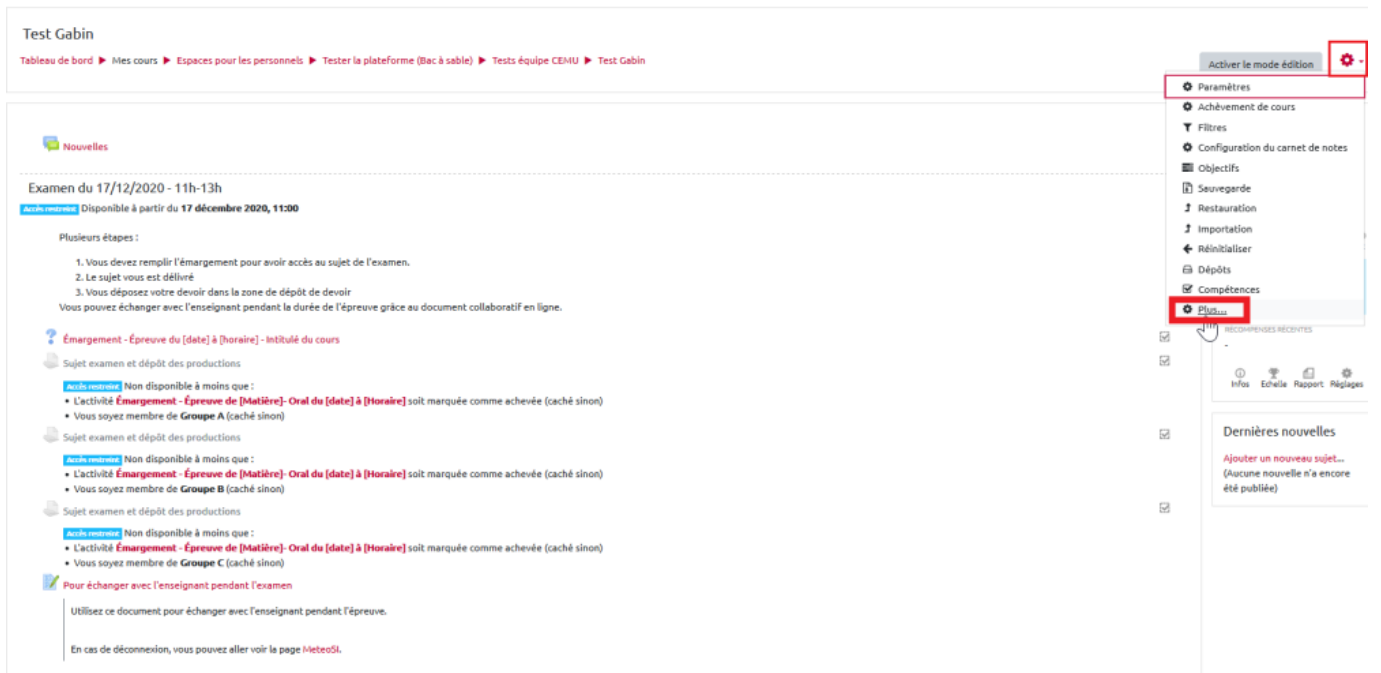 Test Gabin
Tableau de bord ▶ Mes cours ▶ Espaces pour les personnels ▶ Tester la plateforme (Bac à sable) ▶ Tests équipe CEMU ▶ Test Gabin
Activer le mode édition
Paramètres
Achèvement de cours
Filtres
Configuration du carnet de notes
Objectifs
Sauvegarde
Restauration
Importation
Réinitialiser
Dépôts
Compétences
Plus...
Nouvelles
Examen du 17/12/2020 - 11h-13h
Accès restreint Disponible à partir du 17 décembre 2020, 11:00
Plusieurs étapes :
1. Vous devez remplir l'émargement pour avoir accès au sujet de l'examen.
2. Le sujet vous est délivré
3. Vous déposez votre devoir dans la zone de dépôt de devoir
Vous pouvez échanger avec l'enseignant pendant la durée de l'épreuve grâce au document collaboratif en ligne.
Émargement - Épreuve du [date] à [horaire] - Intitulé du cours
Sujet examen et dépôt des productions
Accès restreint Non disponible à moins que :
• L'activité Émargement - Épreuve de [Matière]- Oral du [date] à [Horaire] soit marquée comme achevée (caché sinon)
• Vous soyez membre de Groupe A (caché sinon)
Sujet examen et dépôt des productions
Accès restreint Non disponible à moins que :
• L'activité Émargement - Épreuve de [Matière]- Oral du [date] à [Horaire] soit marquée comme achevée (caché sinon)
• Vous soyez membre de Groupe B (caché sinon)
Sujet examen et dépôt des productions
Accès restreint Non disponible à moins que :
• L'activité Émargement - Épreuve de [Matière]- Oral du [date] à [Horaire] soit marquée comme achevée (caché sinon)
• Vous soyez membre de Groupe C (caché sinon)
Pour échanger avec l'enseignant pendant l'examen
Utilisez ce document pour échanger avec l'enseignant pendant l'épreuve.
En cas de déconnexion, vous pouvez aller voir la page MeteoSI.
RÉCOMPENSES RÉCENTES
-
Infos Echelle Rapport Réglages
Dernières nouvelles
Ajouter un nouveau sujet...
(Aucune nouvelle n'a encore
été publiée)